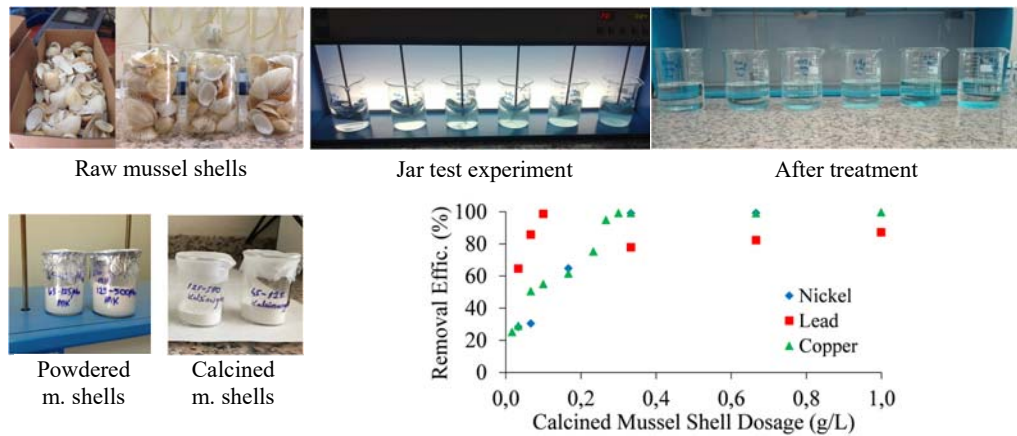 Raw mussel shells
Jar test experiment
After treatment
Powdered
m. shells
Calcined
m. shells
Removal Effic. (%)
100
80
60
40
20
0
0,0 0,2 0,4 0,6 0,8 1,0
Calcined Mussel Shell Dosage (g/L)
Nickel
Lead
Copper